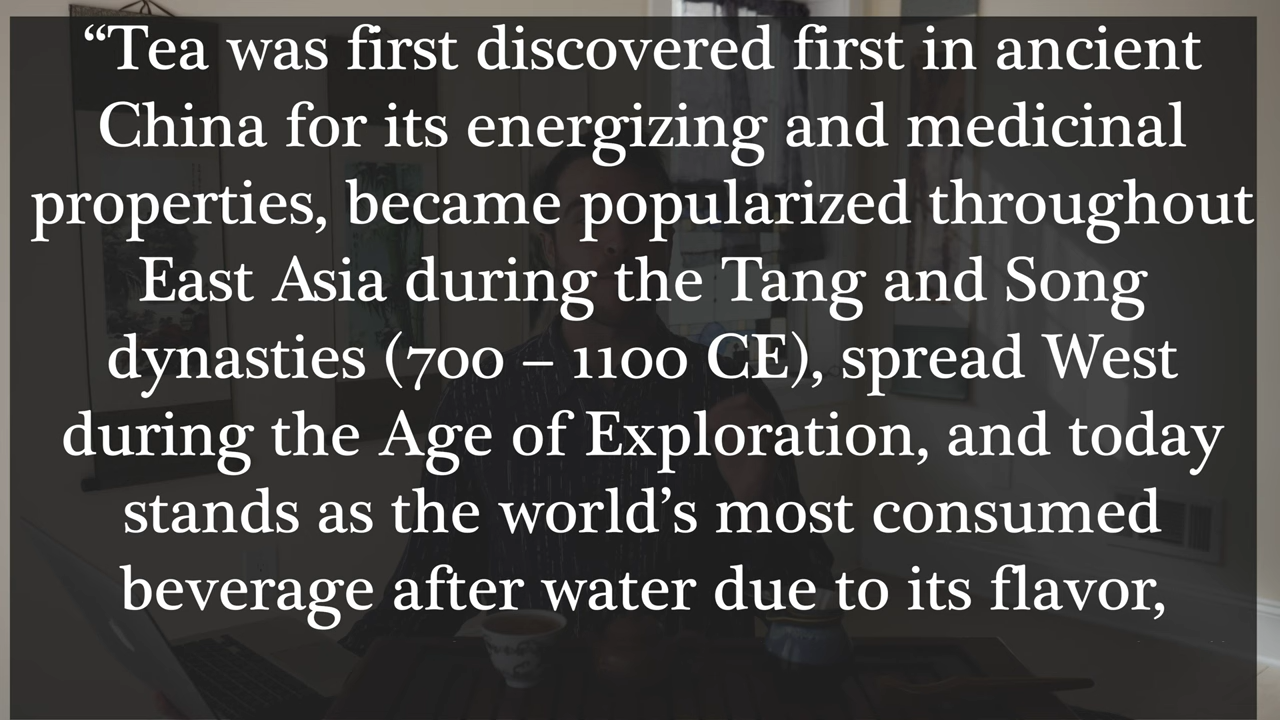 “Tea was first discovered first in ancient
China for its energizing and medicinal
properties, became popularized throughout
East Asia during the Tang and Song
dynasties (700 – 1100 CE), spread West
during the Age of Exploration, and today
stands as the world’s most consumed
beverage after water due to its flavor,